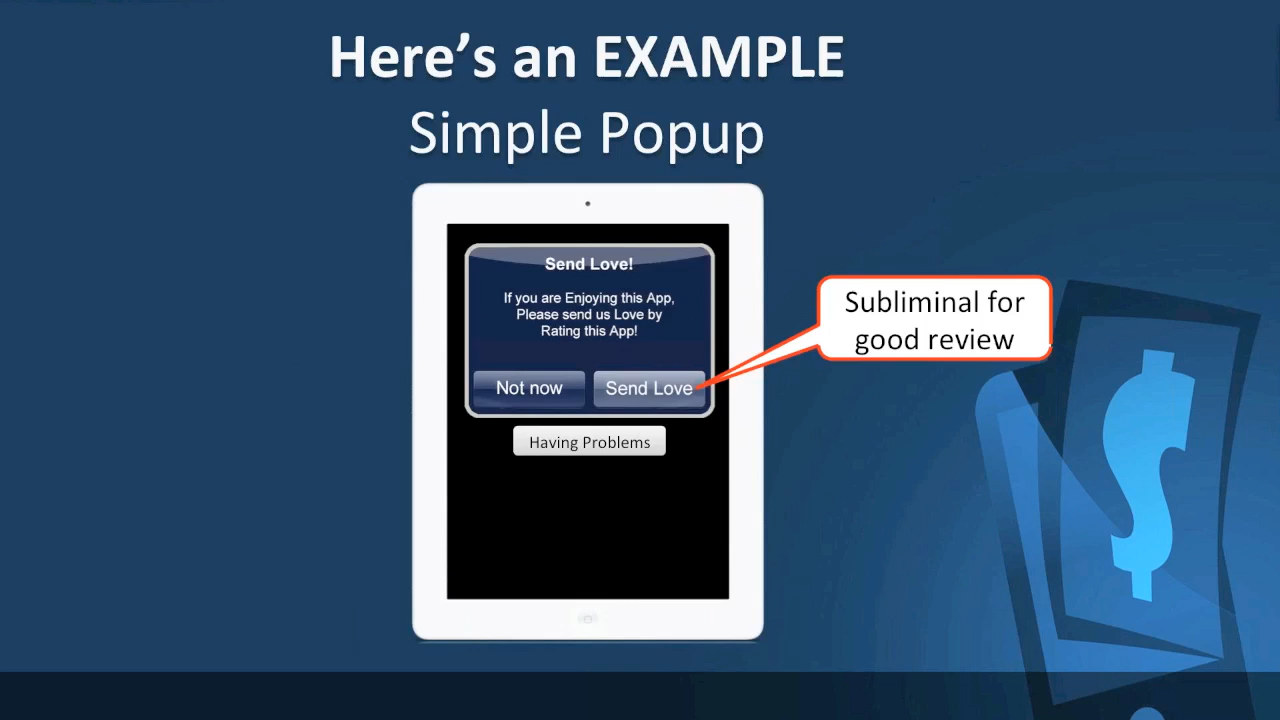 Here’s an EXAMPLE
Simple Popup
Send Love!
If you are Enjoying this App,
Please send us Love by
Rating this App!
Not now
Send Love
Having Problems
Subliminal for
good review
$